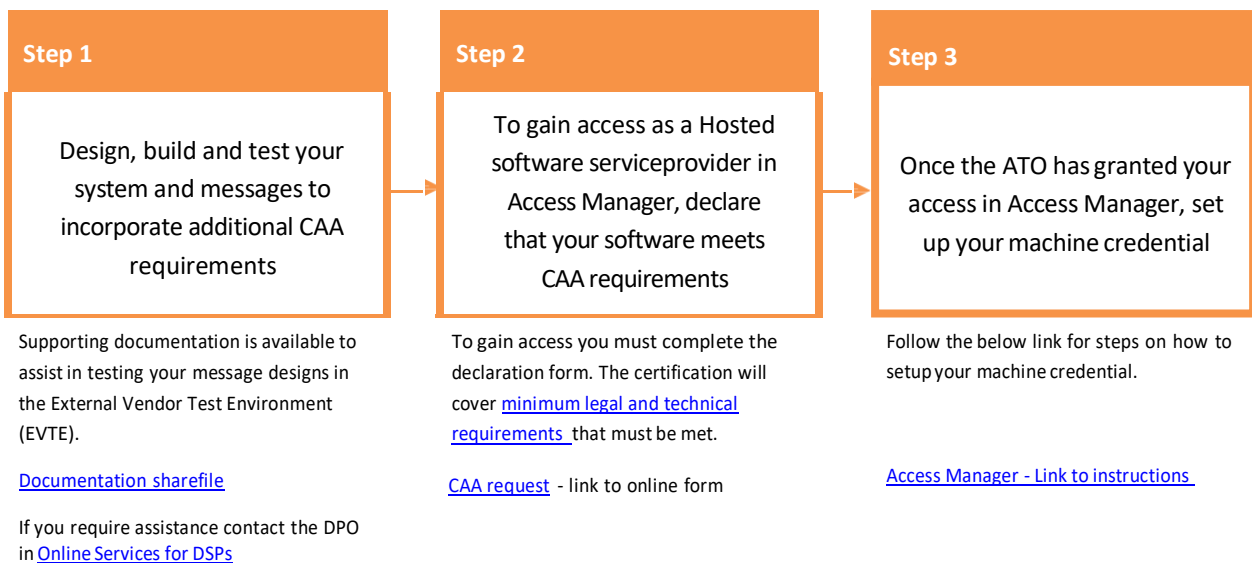 Step 1
Design, build and test your
system and messages to
incorporate additional CAA
requirements
Supporting documentation is available to
assist in testing your message designs in
the External Vendor Test Environment
(EVTE).
Documentation sharefile
If you require assistance contact the DPO
in Online Services for DSPs
Step 2
To gain access as a Hosted
software serviceprovider in
Access Manager, declare
that your software meets
CAA requirements
To gain access you must complete the
declaration form. The certification will
cover minimum legal and technical
requirements that must be met.
CAA request - link to online form
Step 3
Once the ATO has granted your
access in Access Manager, set
up your machine credential
Follow the below link for steps on how to
setup your machine credential.
Access Manager - Link to instructions